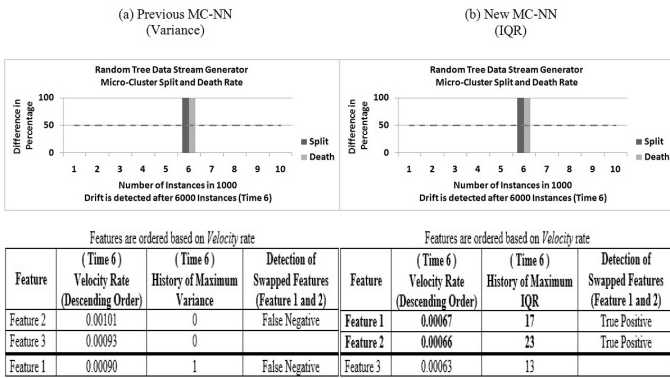 (a) Previous MC-NN
(Variance)
Random Tree Data Stream Generator
Micro-Cluster Split and Death Rate
Difference in
Percentage
100
50
0
1 2 3 4 5 6 7 8 9 10
Split
Death
Number of Instances in 1000
Drift is detected after 6000 Instances (Time 6)
(b) New MC-NN
(IQR)
Random Tree Data Stream Generator
Micro-Cluster Split and Death Rate
Difference in
Percentage
100
50
0
1 2 3 4 5 6 7 8 9 10
Split
Death
Number of Instances in 1000
Drift is detected after 6000 Instances (Time 6)
Features are ordered based on Velocity rate
Feature
( Time 6 )
Velocity Rate
(Descending Order)
( Time 6 )
History of Maximum
Variance
Detection of
Swapped Features
(Feature 1 and 2)
Feature 2 0.00101 0 False Negative
Feature 3 0.00093 0
Feature 1 0.00090 1 False Negative
Features are ordered based on Velocity rate
Feature
( Time 6 )
Velocity Rate
(Descending Order)
( Time 6 )
History of Maximum
IQR
Detection of
Swapped Features
(Feature 1 and 2)
Feature 1 0.00067 17 True Positive
Feature 2 0.00066 23 True Positive
Feature 3 0.00063 13